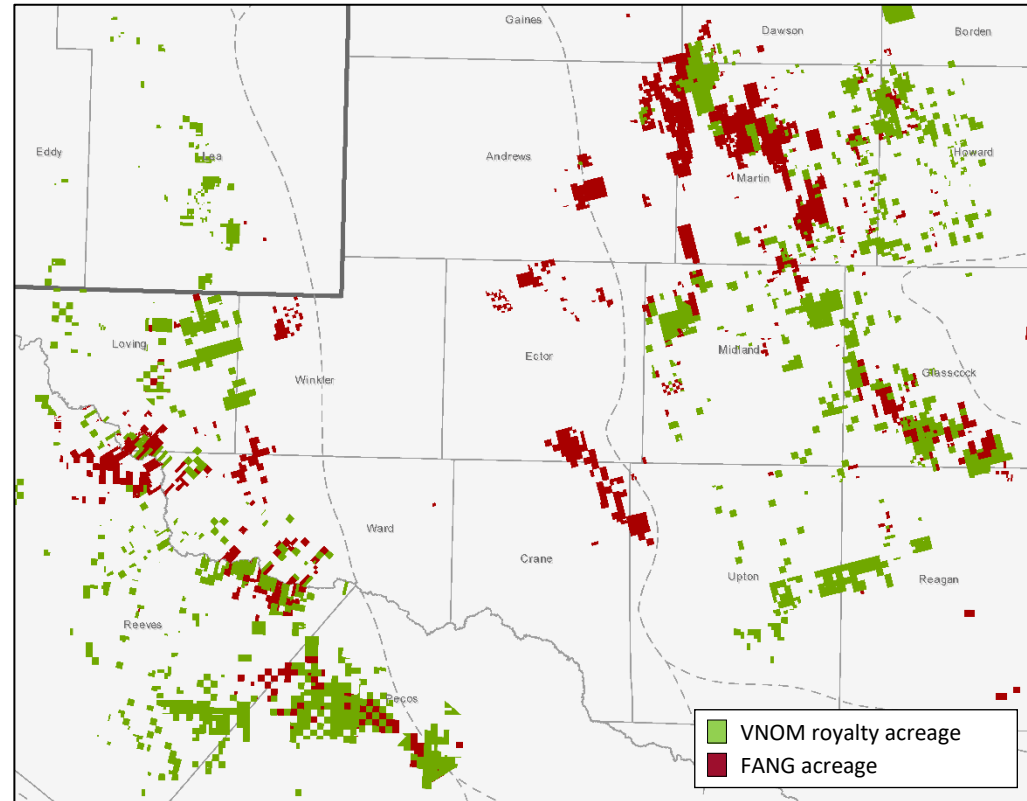 Gaines
Dawson
Borden
Eddy
Lea
Andrews
Martin
Howard
Loving
Winkler
Ector
Midland
Glasscock
Ward
Crane
Upton
Reagan
Reeves
Pecos
VNOM royalty acreage
FANG acreage